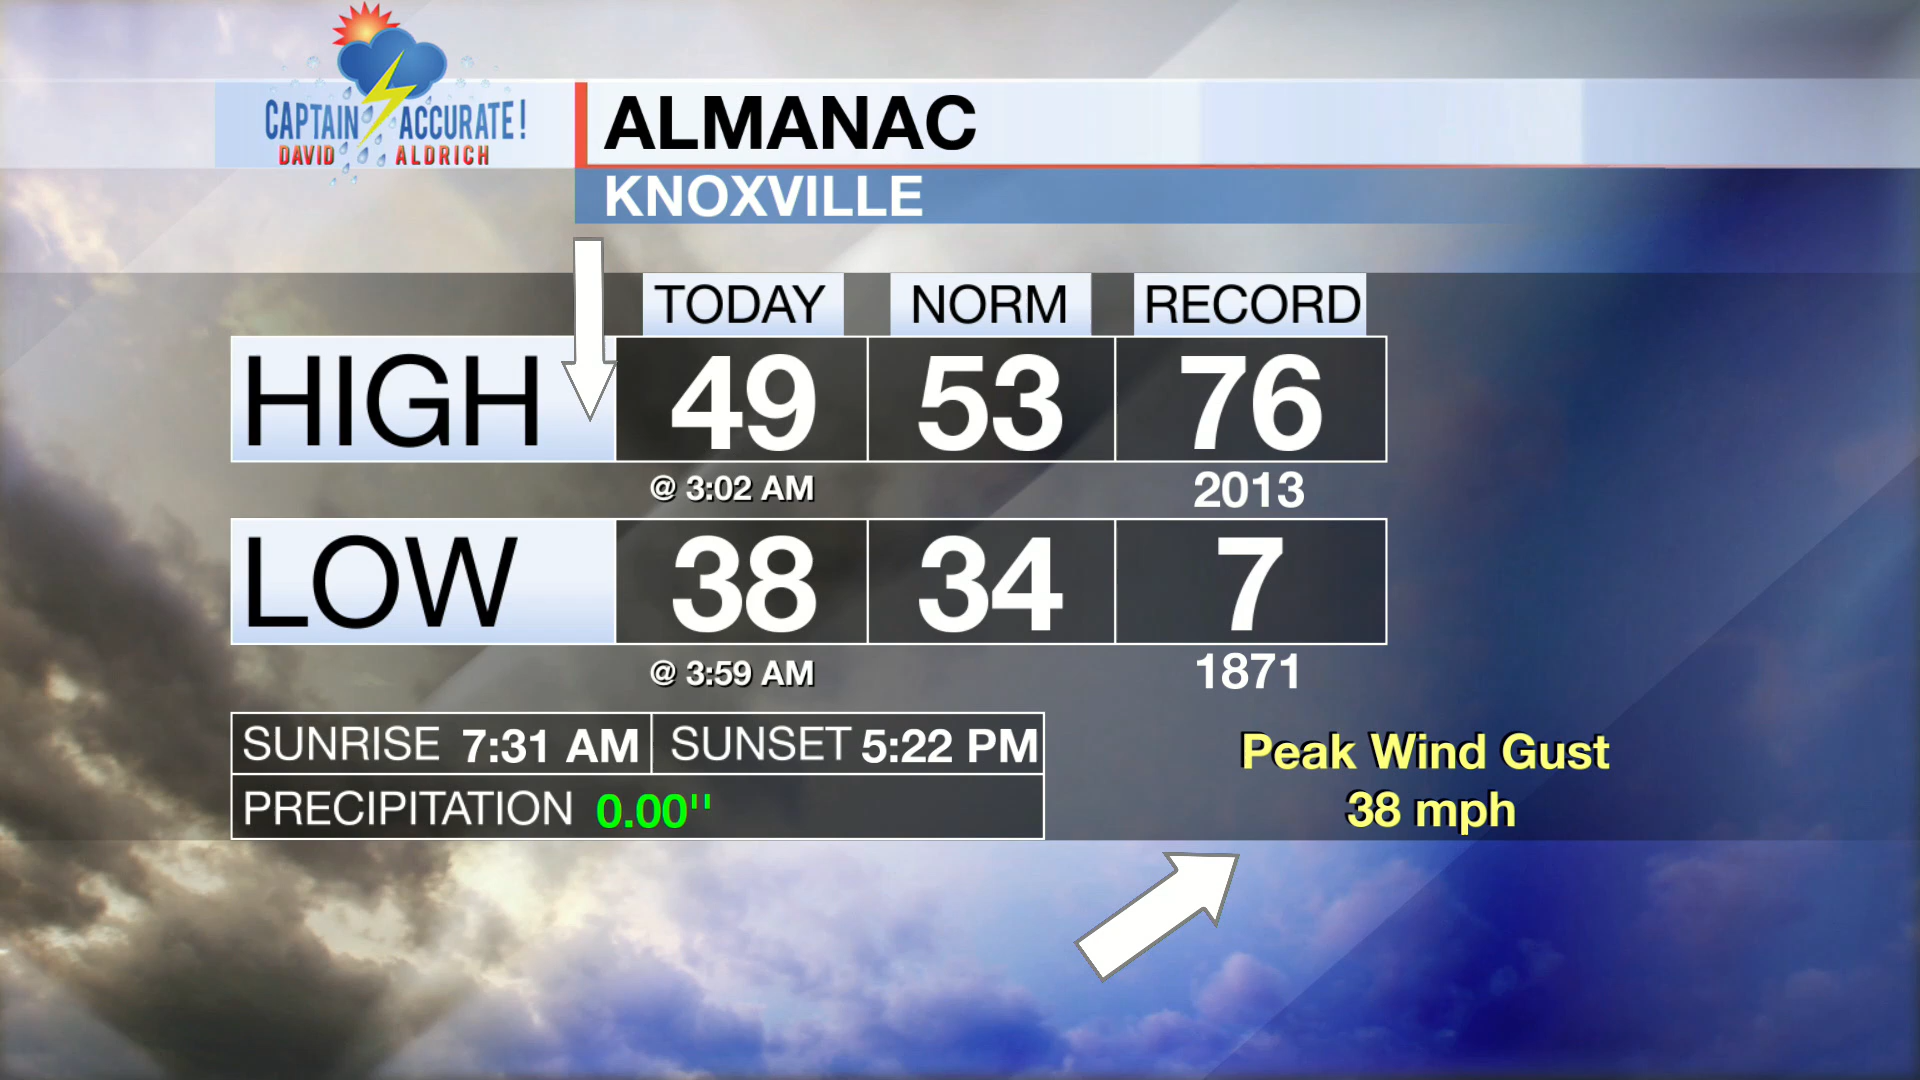 CAPTAIN ACCURATE!
DAVID ALDRICH
ALMANAC
KNOXVILLE
TODAY NORM RECORD
HIGH 49 53 76
@ 3:02 AM 2013
LOW 38 34 7
@ 3:59 AM 1871
SUNRISE 7:31 AM SUNSET 5:22 PM
PRECIPITATION 0.00''
Peak Wind Gust
38 mph